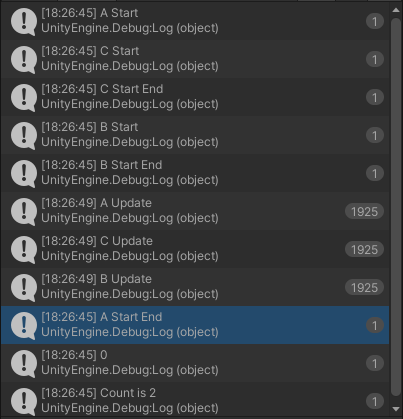 [18:26:45] A Start
UnityEngine.Debug:Log (object)
1
[18:26:45] C Start
UnityEngine.Debug:Log (object)
1
[18:26:45] C Start End
UnityEngine.Debug:Log (object)
1
[18:26:45] B Start
UnityEngine.Debug:Log (object)
1
[18:26:45] B Start End
UnityEngine.Debug:Log (object)
1
[18:26:49] A Update
UnityEngine.Debug:Log (object)
1925
[18:26:49] C Update
UnityEngine.Debug:Log (object)
1925
[18:26:49] B Update
UnityEngine.Debug:Log (object)
1925
[18:26:45] A Start End
UnityEngine.Debug:Log (object)
1
[18:26:45] 0
UnityEngine.Debug:Log (object)
1
[18:26:45] Count is 2
UnityEngine.Debug:Log (object)
1